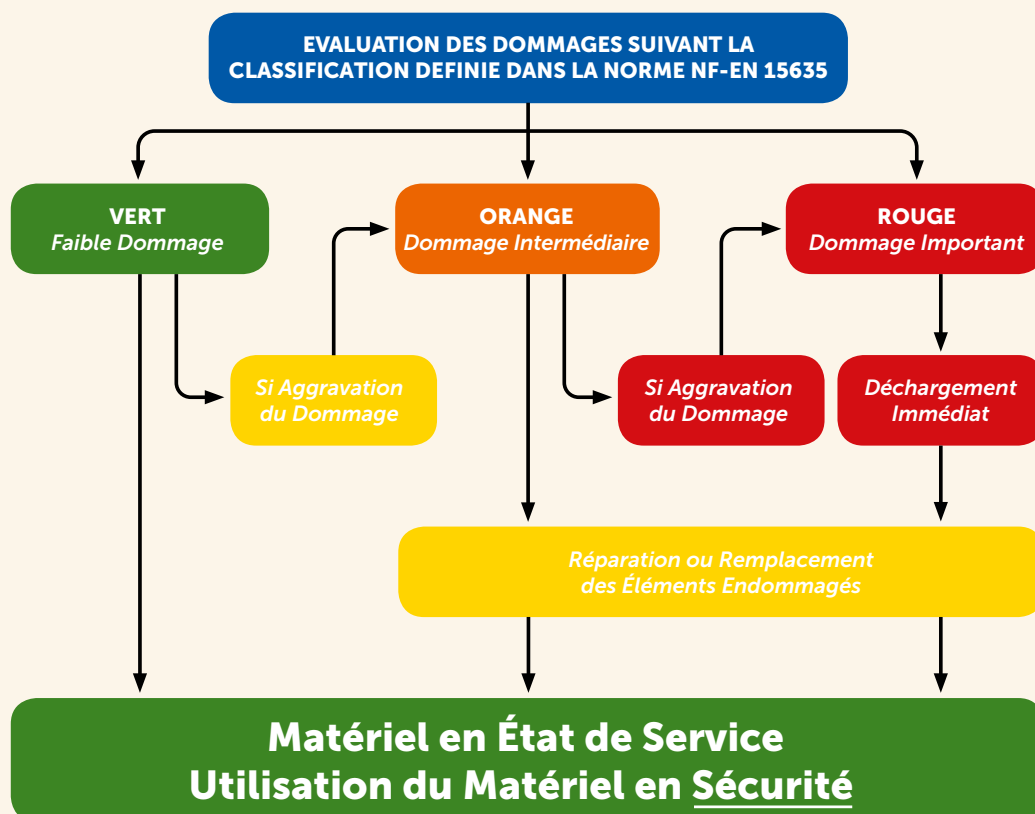 EVALUATION DES DOMMAGES SUIVANT LA
CLASSIFICATION DEFINIE DANS LA NORME NF-EN 15635
VERT
Faible Dommage
ORANGE
Dommage Intermédiaire
ROUGE
Dommage Important
Si Aggravation
du Dommage
Si Aggravation
du Dommage
Déchargement
Immédiat
Réparation ou Remplacement
des Éléments Endommagés
Matériel en État de Service
Utilisation du Matériel en Sécurité